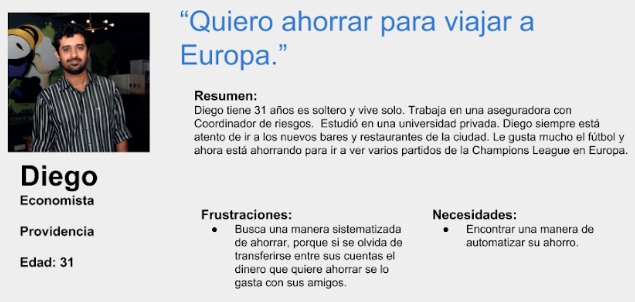 “Quiero ahorrar para viajar a
Europa.”
Resumen:
Diego tiene 31 años es soltero y vive solo. Trabaja en una aseguradora con
Coordinador de riesgos.  Estudió en una universidad privada. Diego siempre está
atento de ir a los nuevos bares y restaurantes de la ciudad. Le gusta mucho el fútbol y
ahora está ahorrando para ir a ver varios partidos de la Champions League en Europa.
Diego
Economista
Providencia
Edad: 31
Frustraciones:
● Busca una manera sistematizada
de ahorrar, porque si se olvida de
transferirse entre sus cuentas el
dinero que quiere ahorrar se lo
gasta con sus amigos.
Necesidades:
● Encontrar una manera de
automatizar su ahorro.